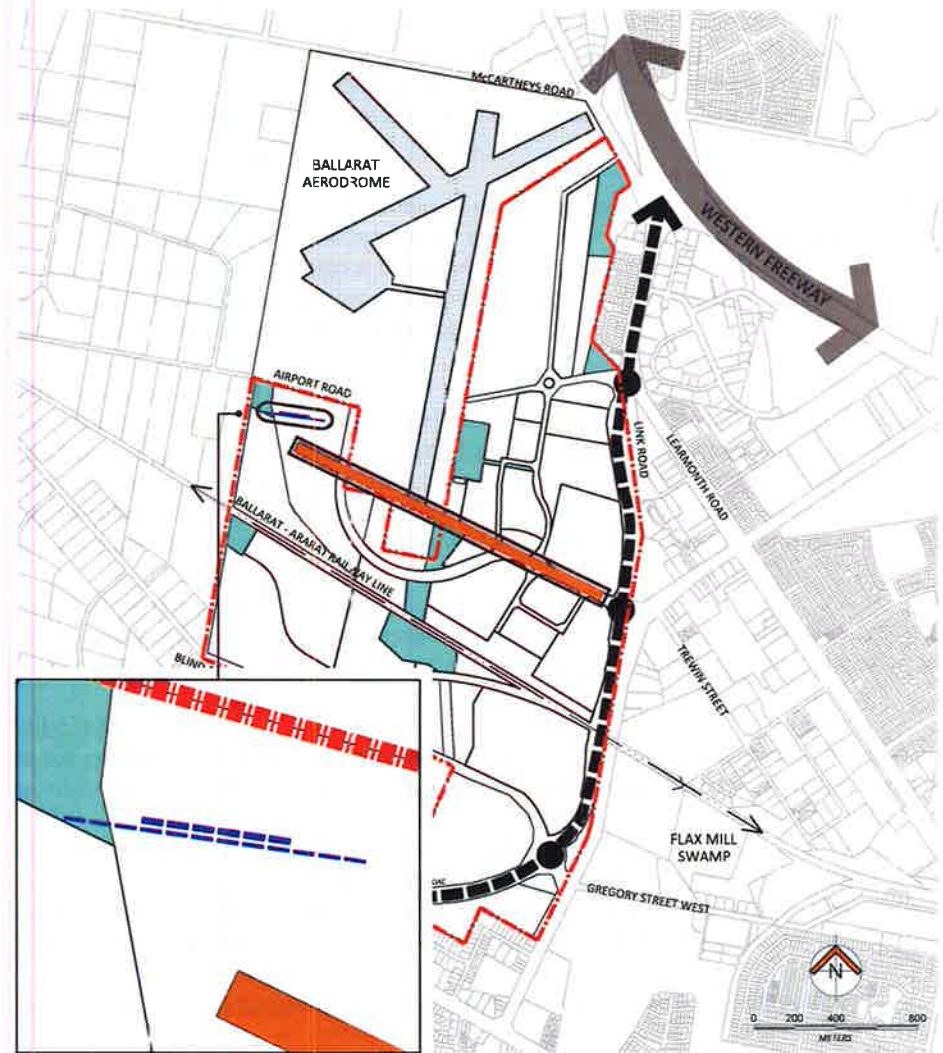 McCARTNEYS ROAD
BALLARAT
AERODROME
WESTERN FREEWAY
AIRPORT ROAD
LINK ROAD
LEARMONTH ROAD
BALLARAT - ARARAT RAILWAY LINE
BLIND
TREWIN STREET
FLAX MILL
SWAMP
GREGORY STREET WEST
N
0 200 400 800
METERS